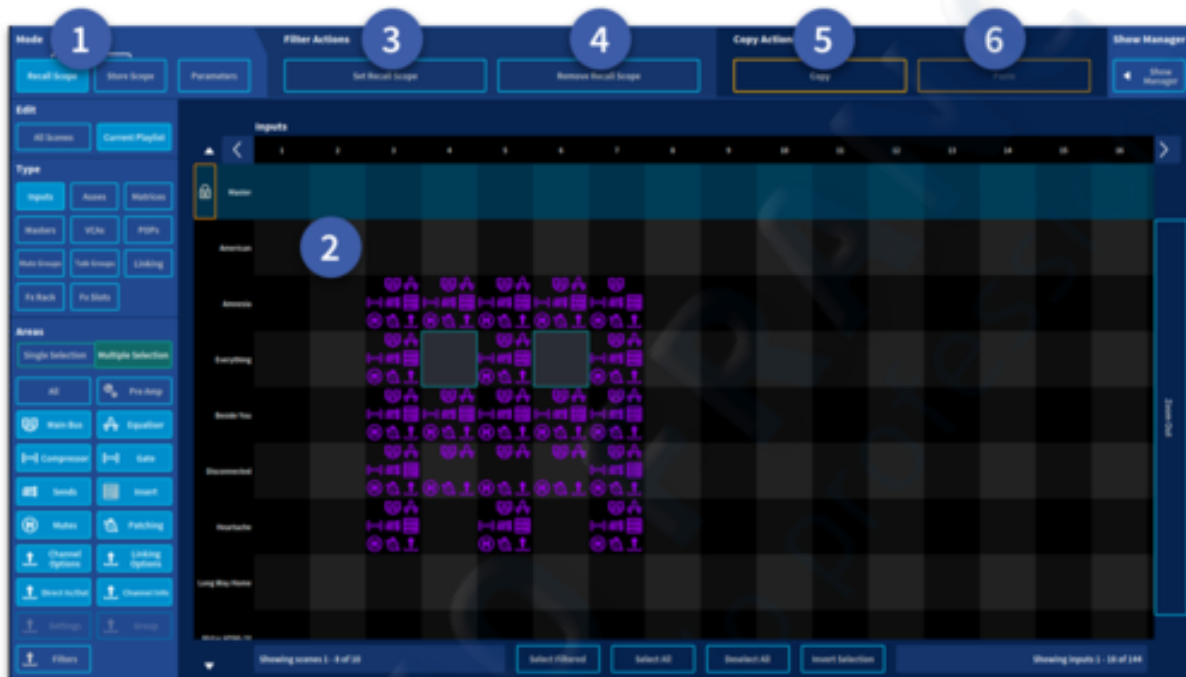 Mode
1
Filter Actions
3
4
Copy Action
5
6
Show Manager
Recall Scope
Store Scope
Parameters
Set Recall Scope
Remove Recall Scope
Copy
Paste
Show Manager
Edit
All Scenes
Current Playlist
Inputs
1 2 3 4 5 6 7 8 9 10 11 12 13 14 15 16
Type
Inputs
Auxes
Matrices
Masters
VCAs
POPs
Mute Groups
Talk Groups
Linking
Fx Rack
Fx Slots
Master
2
American
Amnesia
Everything
Beside You
Disconnected
Heartache
Long Way Home
Areas
Single Selection
Multiple Selection
All
Pre Amp
Main Bus
Equaliser
Compressor
Gate
Sends
Insert
Mutes
Patching
Channel Options
Linking Options
Direct In/Out
Channel Info
Settings
Group
Filters
Zoom Out
Showing scenes 1 - 8 of 10
Select Filtered
Select All
Deselect All
Invert Selection
Showing inputs 1 - 16 of 144